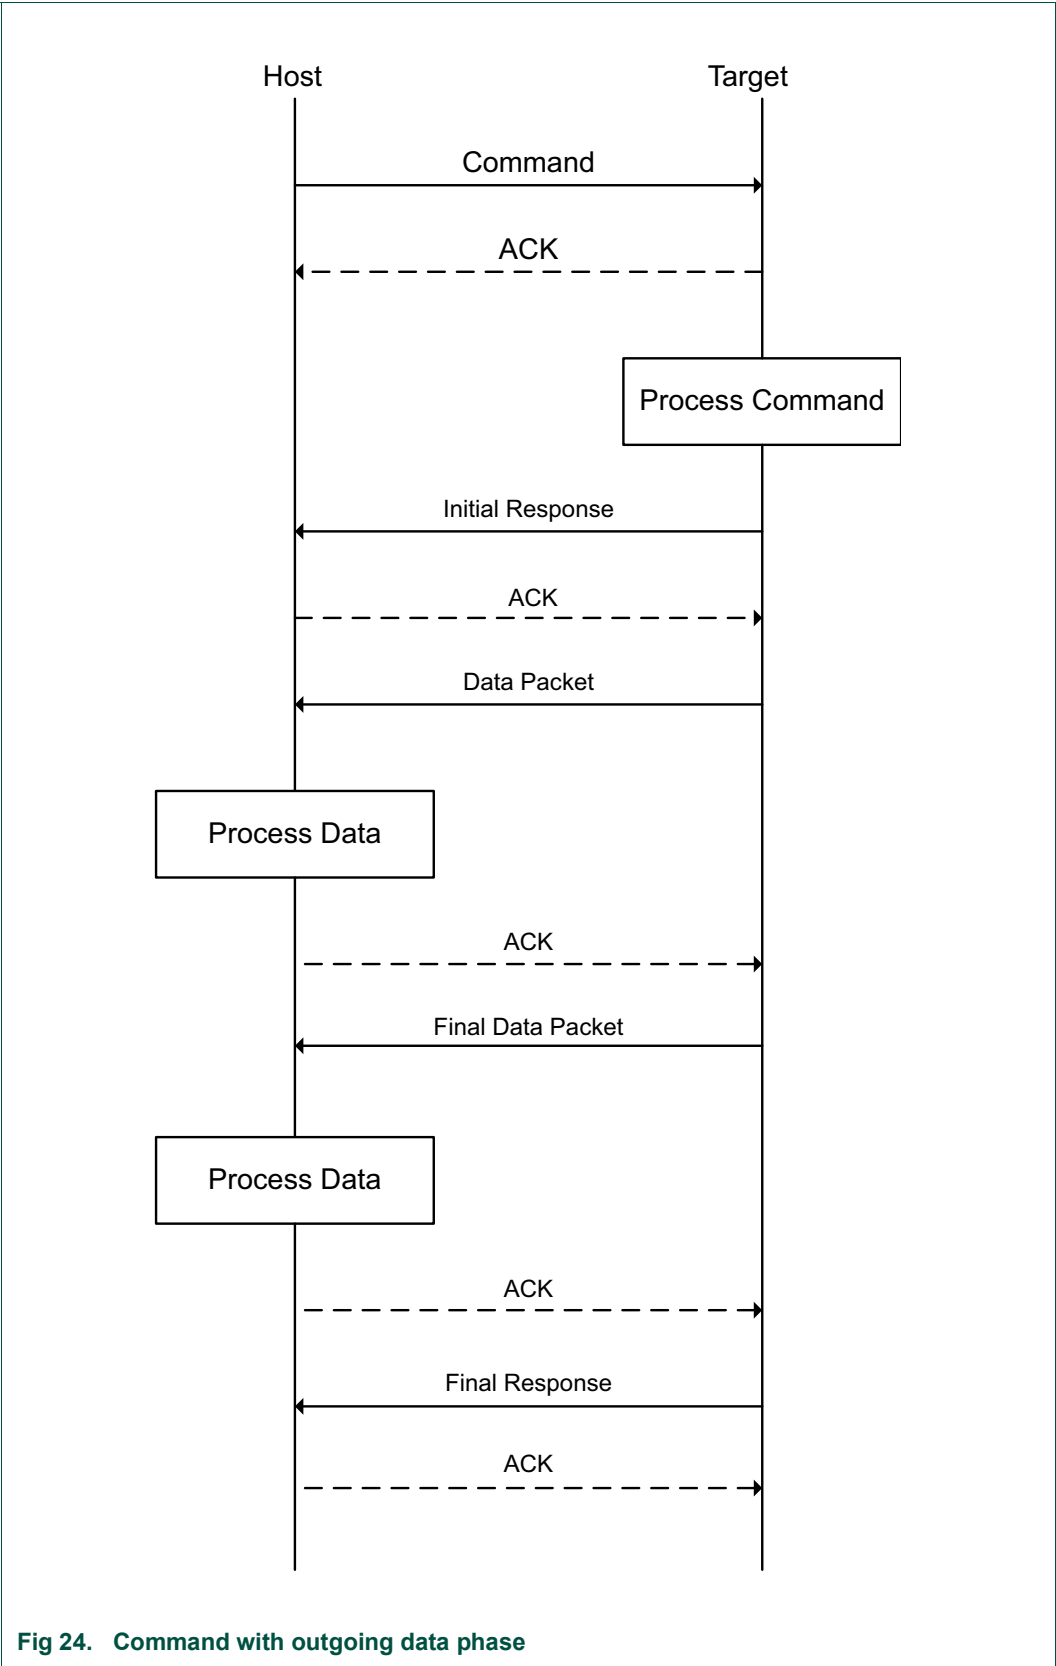 Host
Target
Command
ACK
Process Command
Initial Response
ACK
Data Packet
Process Data
ACK
Final Data Packet
Process Data
ACK
Final Response
ACK
Fig 24. Command with outgoing data phase